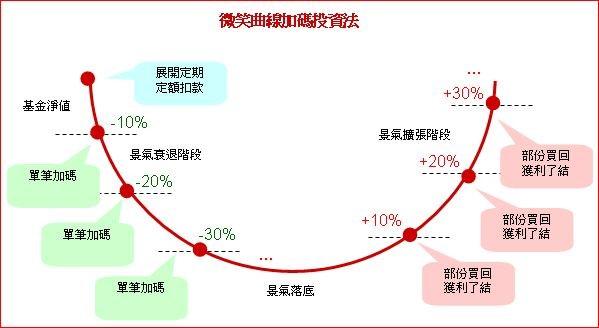 微笑曲線加碼投資法
展開定期
定額扣款
基金淨值
-10%
景氣衰退階段
單筆加碼
-20%
單筆加碼
-30%
單筆加碼
...
景氣落底
...
+30%
景氣擴張階段
部份買回
獲利了結
+20%
部份買回
獲利了結
+10%
部份買回
獲利了結